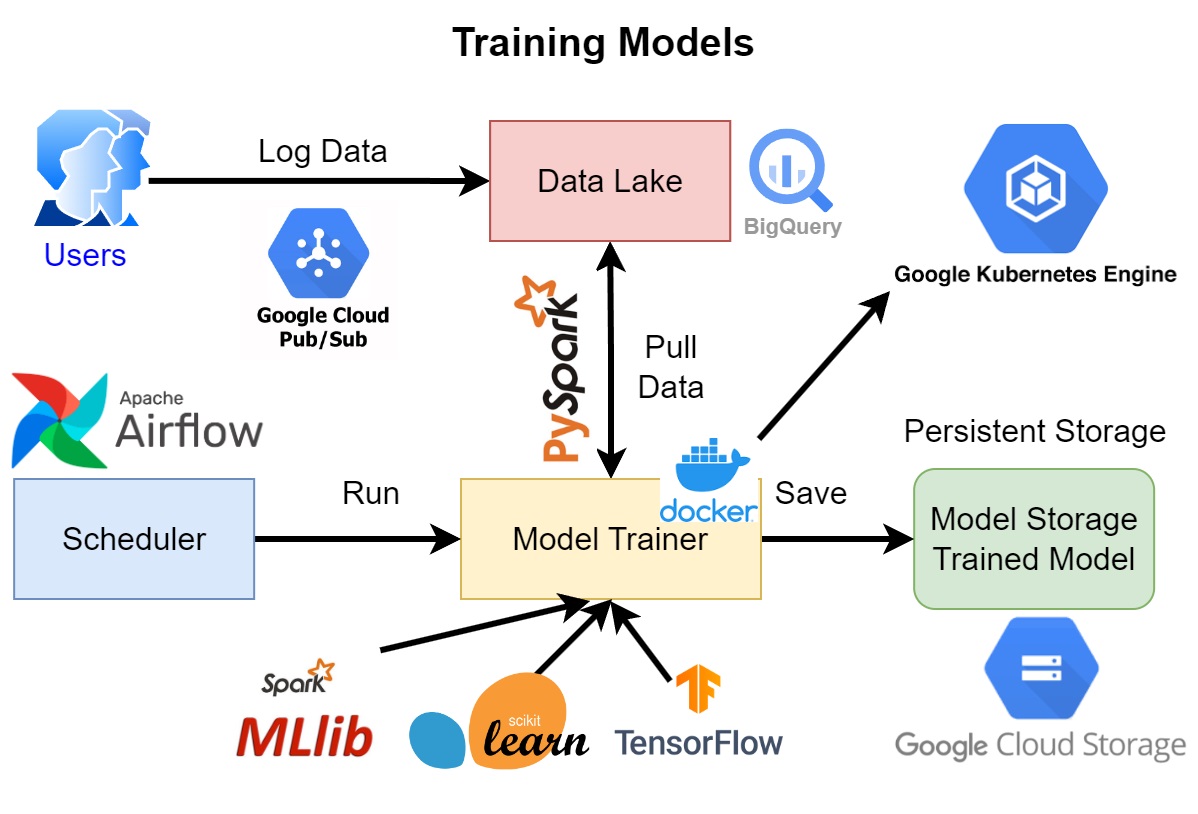 Training Models
Users
Log Data
Google Cloud
Pub/Sub
Data Lake
BigQuery
Google Kubernetes Engine
PySpark
Pull
Data
Apache
Airflow
Scheduler
Run
docker
Model Trainer
Save
Persistent Storage
Model Storage
Trained Model
Spark
MLlib
scikit
learn
TensorFlow
Google Cloud Storage